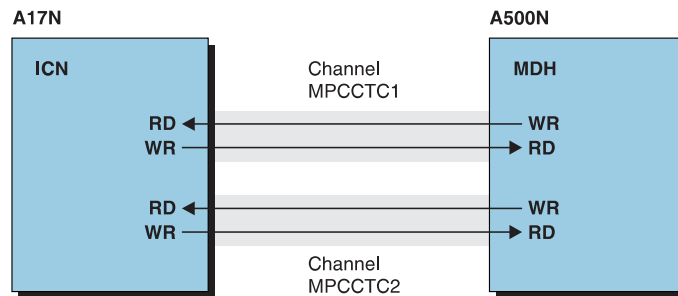 A17N
A500N
ICN
Channel
MPCCTC1
MDH
RD
WR
WR
RD
RD
WR
WR
RD
Channel
MPCCTC2